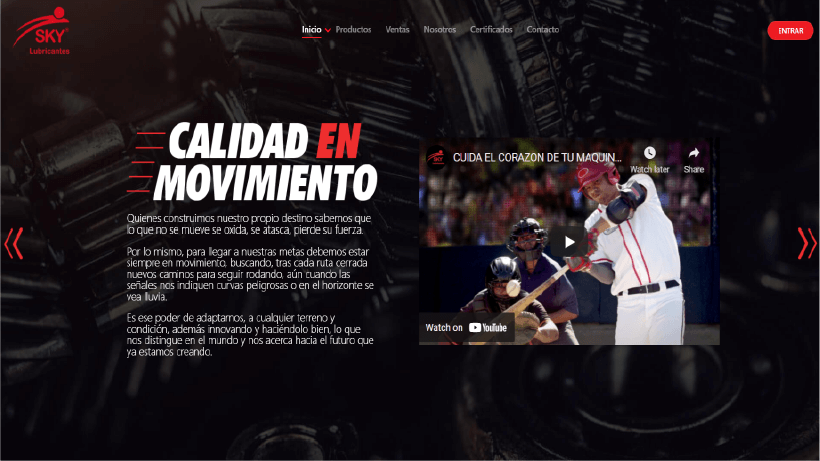 SKY
Lubricantes
Inicio
Productos
Ventas
Nosotros
Certificados
Contacto
ENTRAR
CALIDAD EN
MOVIMIENTO
Quienes construimos nuestro propio destino sabemos que
lo que no se mueve se oxida, se atasca, pierde su fuerza.
Por lo mismo, para llegar a nuestras metas debemos estar
siempre en movimiento, buscando, tras cada ruta cerrada
nuevos caminos para seguir rodando, aún cuando las
señales nos indiquen curvas peligrosas o en el horizonte se
vea lluvia.
Es ese poder de adaptarnos, a cualquier terreno y
condición, además innovando y haciéndolo bien, lo que
nos distingue en el mundo y nos acerca hacia el futuro que
ya estamos creando.
SKY
CUIDA EL CORAZON DE TU MAQUIN...
Watch later
Share
Watch on YouTube